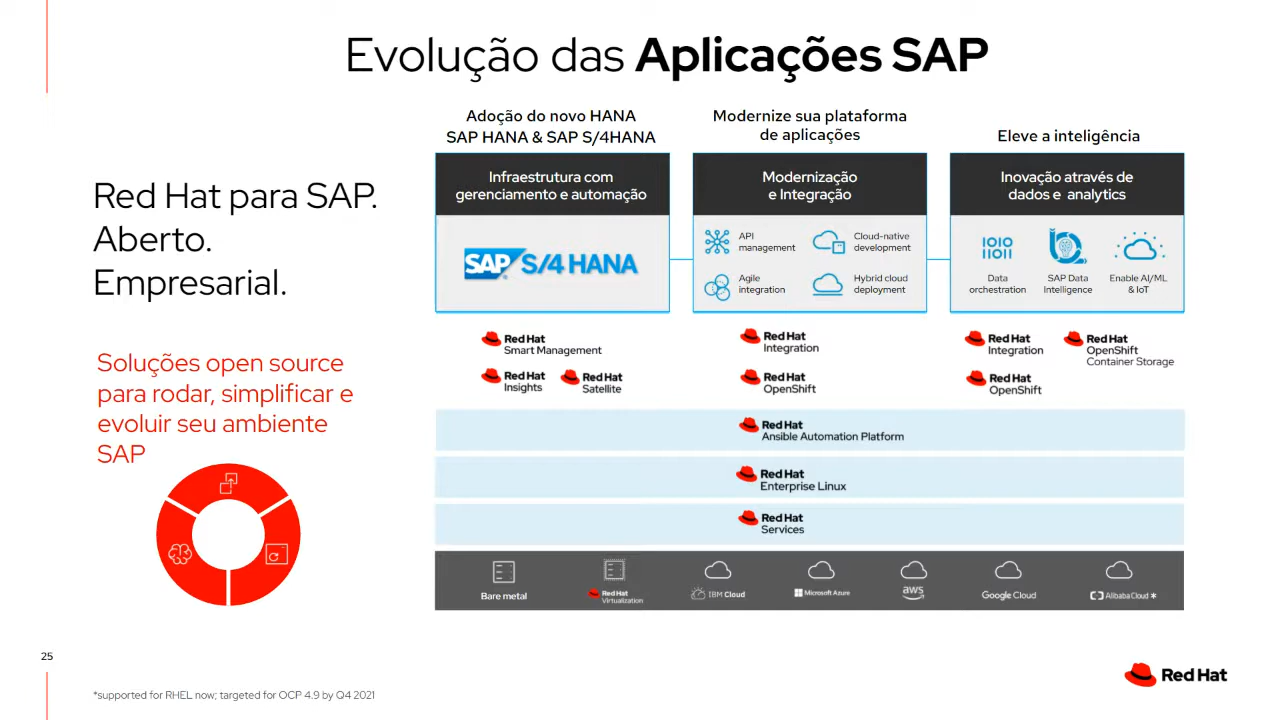 Evolução das Aplicações SAP
Red Hat para SAP.
Aberto.
Empresarial.
Soluções open source
para rodar, simplificar e
evoluir seu ambiente
SAP
Adoção do novo HANA
SAP HANA & SAP S/4HANA
Infraestrutura com
gerenciamento e automação
SAP S/4 HANA
Modernize sua plataforma
de aplicações
Modernização
e Integração
API
management
Cloud-native
development
Agile
integration
Hybrid cloud
deployment
Eleve a inteligência
Inovação através de
dados e analytics
Data
orchestration
SAP Data
Intelligence
Enable AI/ML
& IoT
Red Hat
Smart Management
Red Hat
Insights
Red Hat
Satellite
Red Hat
Integration
Red Hat
OpenShift
Red Hat
Integration
Red Hat
OpenShift
Container Storage
Red Hat
OpenShift
Red Hat
Ansible Automation Platform
Red Hat
Enterprise Linux
Red Hat
Services
Bare metal
Red Hat
Virtualization
IBM Cloud
Microsoft Azure
aws
Google Cloud
Alibaba Cloud *
25
*supported for RHEL now; targeted for OCP 4.9 by Q4 2021
Red Hat